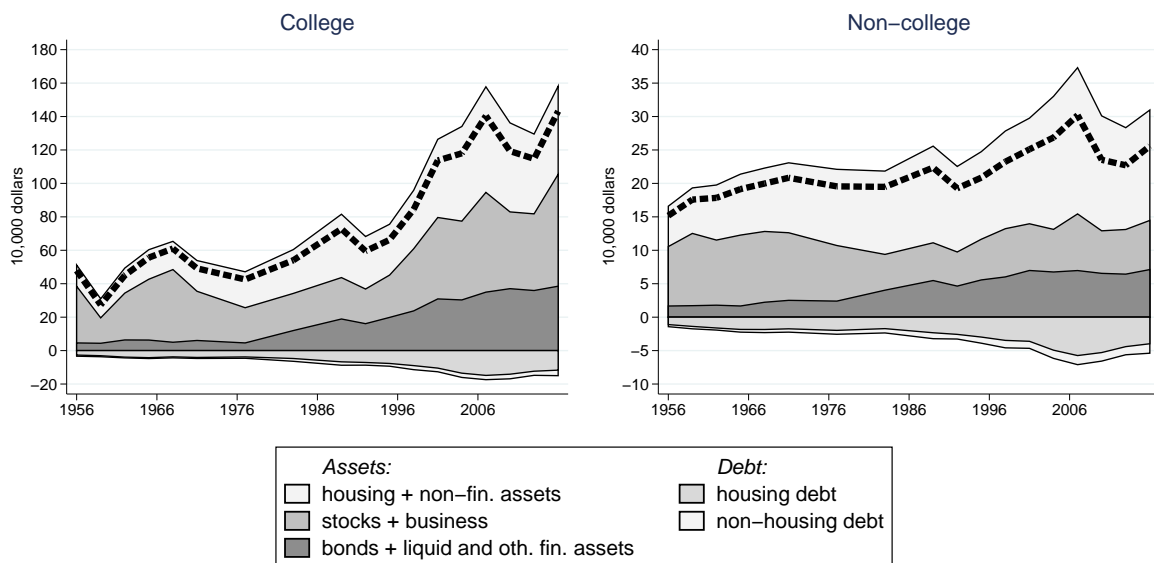 College
180
160
140
120
100
80
60
40
20
0
−20
10,000 dollars
1956 1966 1976 1986 1996 2006
Non−college
40
35
30
25
20
15
10
5
0
−5
−10
10,000 dollars
1956 1966 1976 1986 1996 2006
Assets:
housing + non−fin. assets
stocks + business
bonds + liquid and oth. fin. assets
Debt:
housing debt
non−housing debt